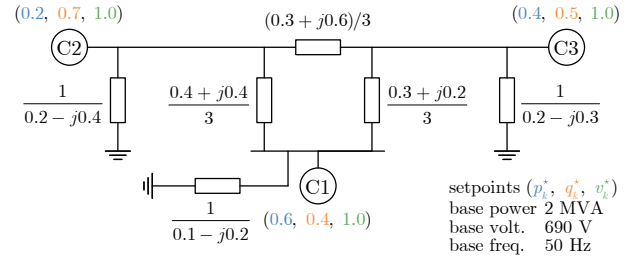 (0.2, 0.7, 1.0)
(0.3 + j0.6)/3
(0.4, 0.5, 1.0)
C2
C3
1
0.2 − j0.4
0.4 + j0.4
3
0.3 + j0.2
3
1
0.2 − j0.3
C1
1
0.1 − j0.2
(0.6, 0.4, 1.0)
setpoints (p_k^⋆, q_k^⋆, v_k^⋆)
base power 2 MVA
base volt. 690 V
base freq. 50 Hz